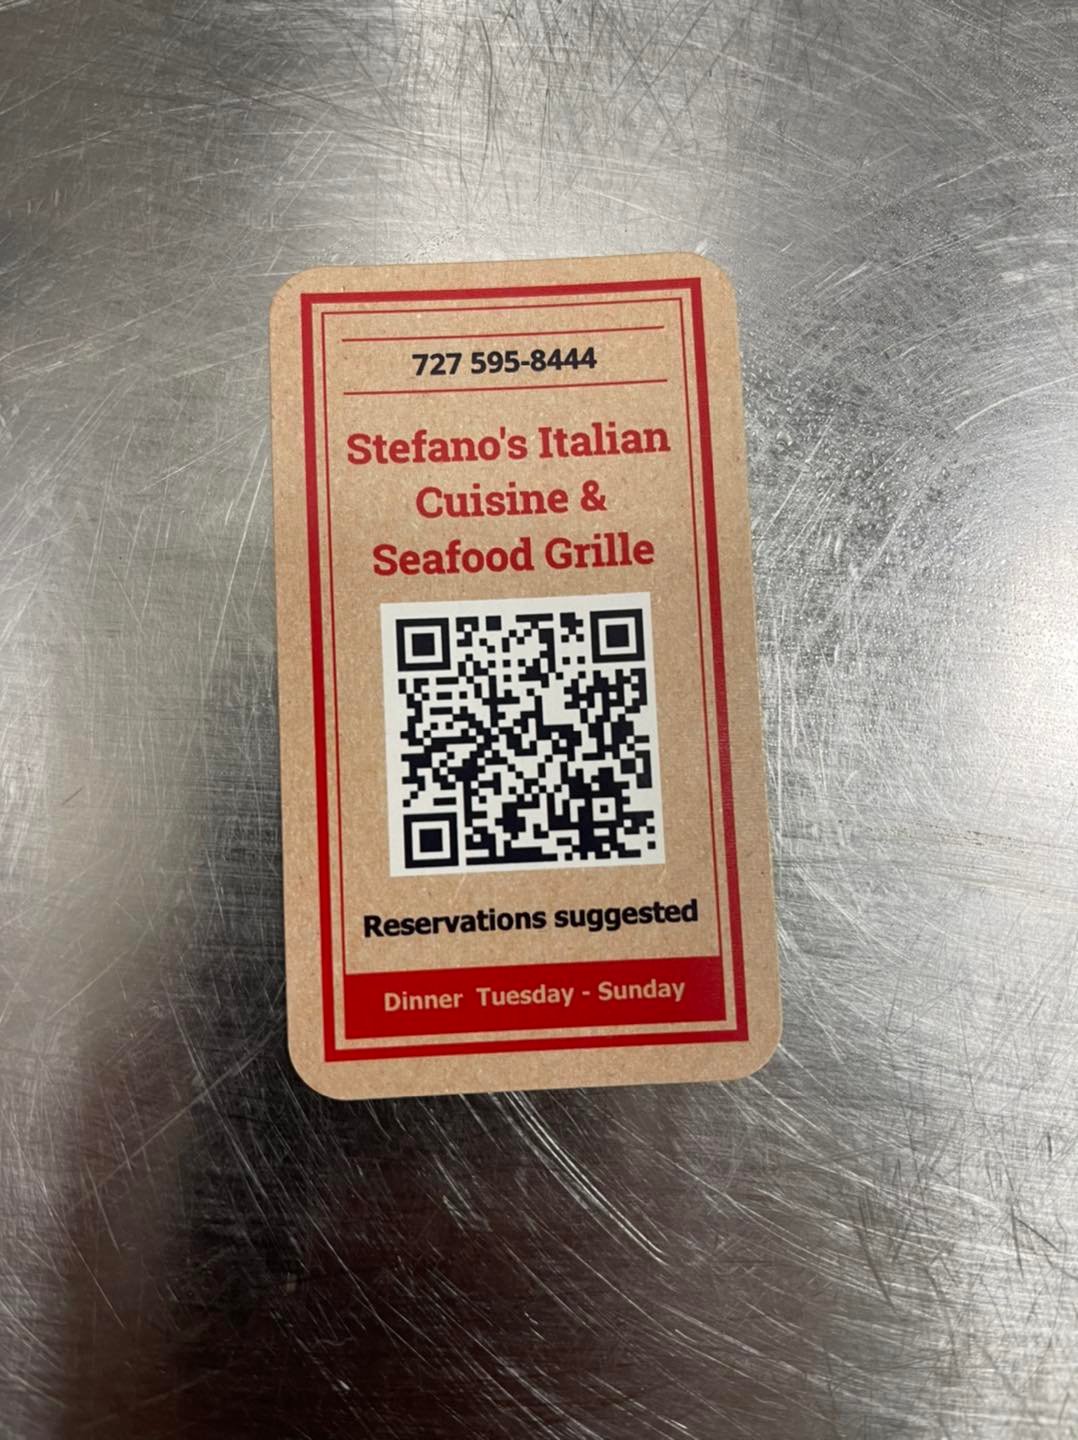 727 595-8444
Stefano's Italian
Cuisine &
Seafood Grille
Reservations suggested
Dinner Tuesday - Sunday